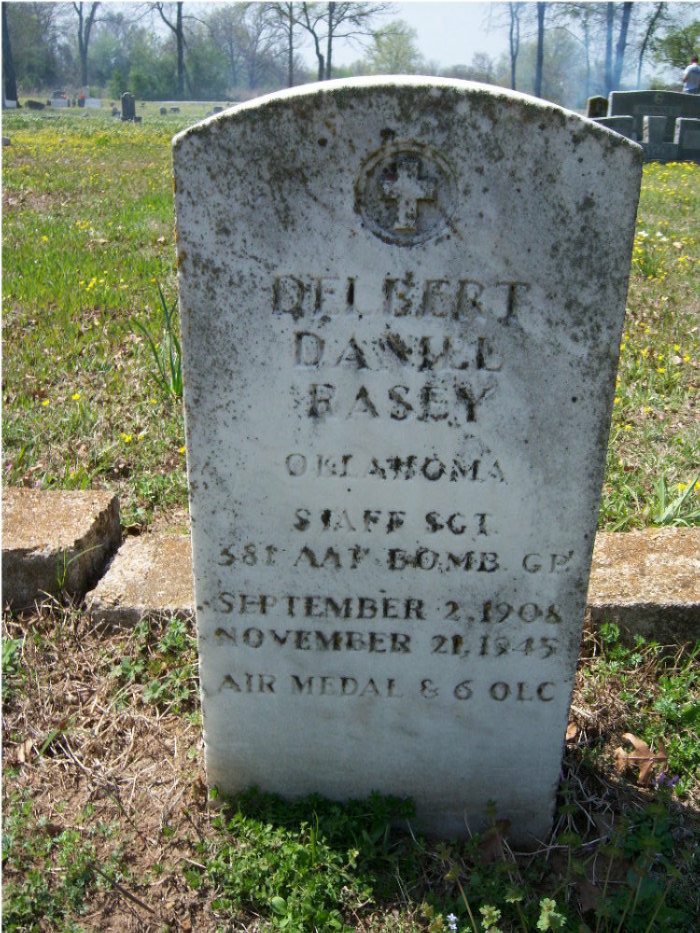 DELBERT
DANIEL
BASEY
OKLAHOMA
STAFF SGT
381 AAF BOMB GP
SEPTEMBER 2, 1908
NOVEMBER 21, 1945
AIR MEDAL & 6 OLC